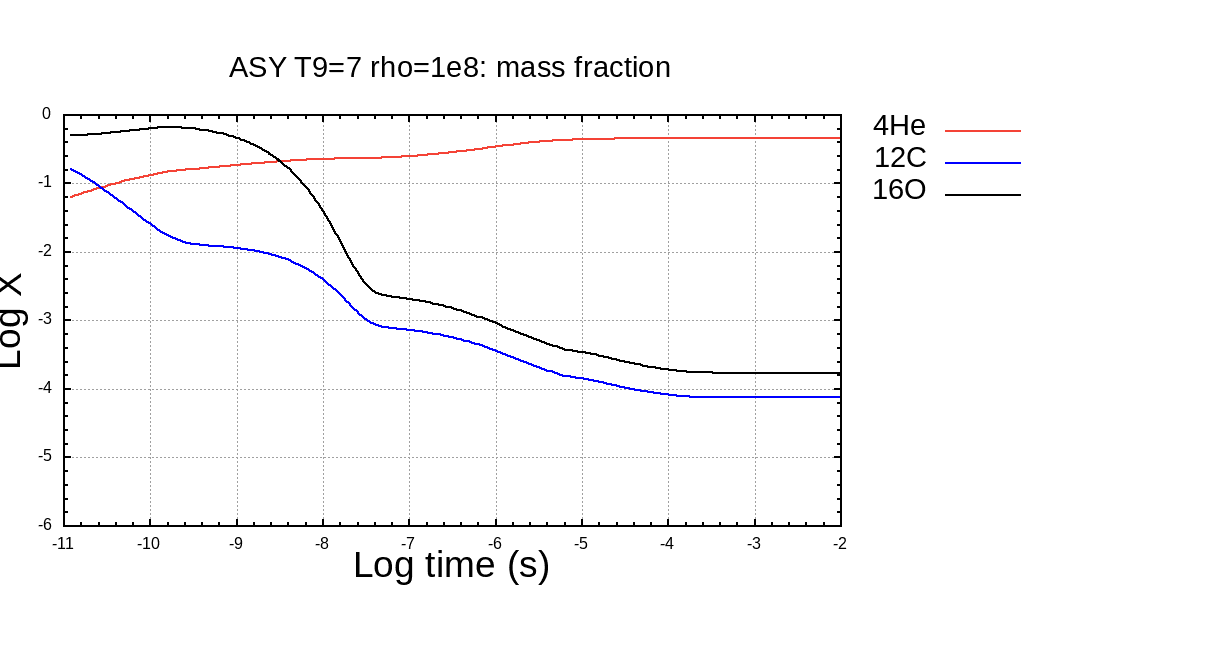 ASY T9=7 rho=1e8: mass fraction
4He
12C
16O
0
-1
-2
-3
-4
-5
-6
Log X
-11 -10 -9 -8 -7 -6 -5 -4 -3 -2
Log time (s)